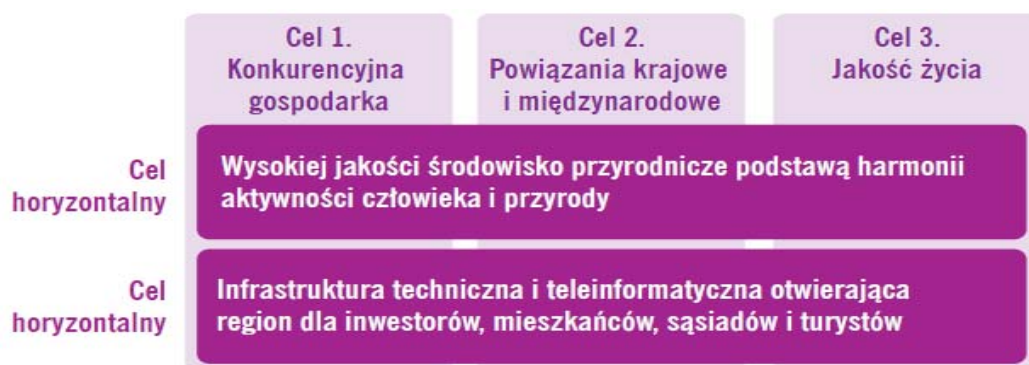 Cel 1.
Konkurencyjna
gospodarka
Cel 2.
Powiązania krajowe
i międzynarodowe
Cel 3.
Jakość życia
Cel
horyzontalny
Wysokiej jakości środowisko przyrodnicze podstawą harmonii
aktywności człowieka i przyrody
Cel
horyzontalny
Infrastruktura techniczna i teleinformatyczna otwierająca
region dla inwestorów, mieszkańców, sąsiadów i turystów